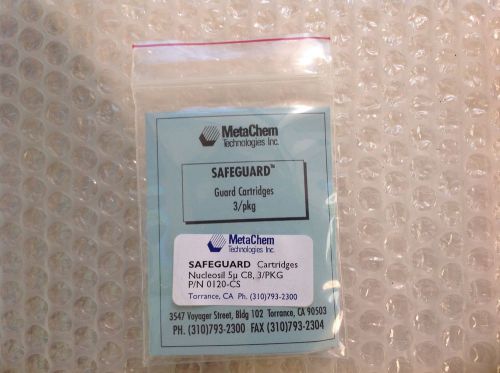 MetaChem
Technologies Inc.
SAFEGUARD™
Guard Cartridges
3/pkg
MetaChem
Technologies Inc.
SAFEGUARD Cartridges
Nucleosil 5µ C8, 3/PKG
P/N 0120-CS
Torrance, CA Ph. (310)793-2300
3547 Voyager Street, Bldg 102 Torrance, CA 90503
PH. (310)793-2300 FAX (310)793-2304